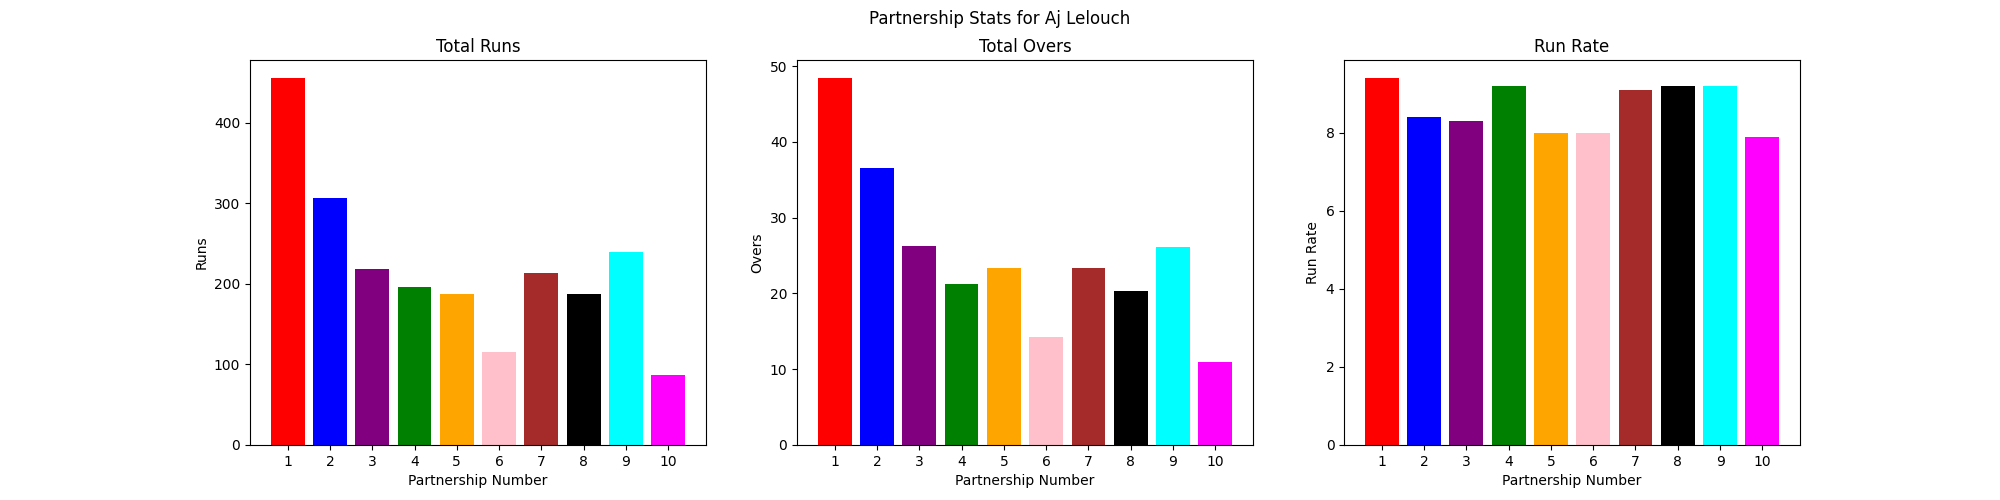 Partnership Stats for Aj Lelouch
Total Runs
Runs
400
300
200
100
0
1 2 3 4 5 6 7 8 9 10
Partnership Number
Total Overs
Overs
50
40
30
20
10
0
1 2 3 4 5 6 7 8 9 10
Partnership Number
Run Rate
Run Rate
8
6
4
2
0
1 2 3 4 5 6 7 8 9 10
Partnership Number